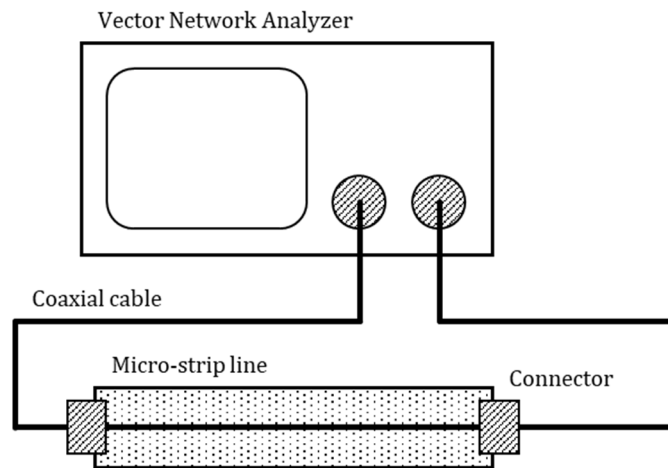 Vector Network Analyzer
Coaxial cable
Micro-strip line
Connector